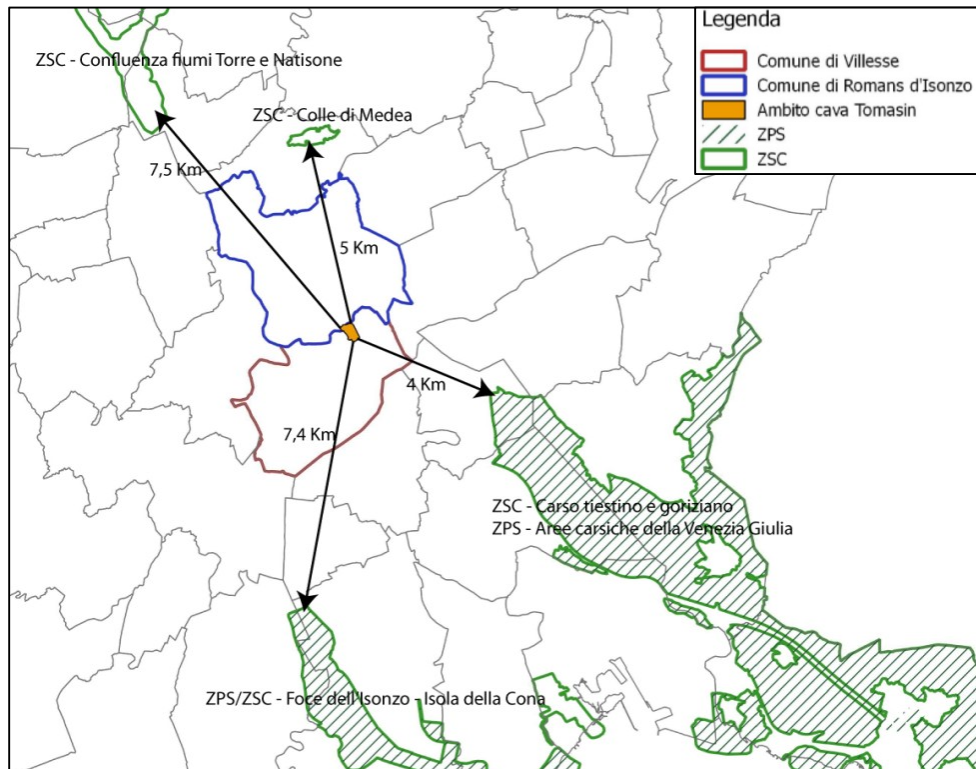 Legenda
Comune di Villesse
Comune di Romans d'Isonzo
Ambito cava Tomasin
ZPS
ZSC
ZSC - Confluenza fiumi Torre e Natisone
ZSC - Colle di Medea
7,5 Km
5 Km
4 Km
7,4 Km
ZSC - Carso tiestino e goriziano
ZPS - Aree carsiche della Venezia Giulia
ZPS/ZSC - Foce dell'Isonzo - Isola della Cona